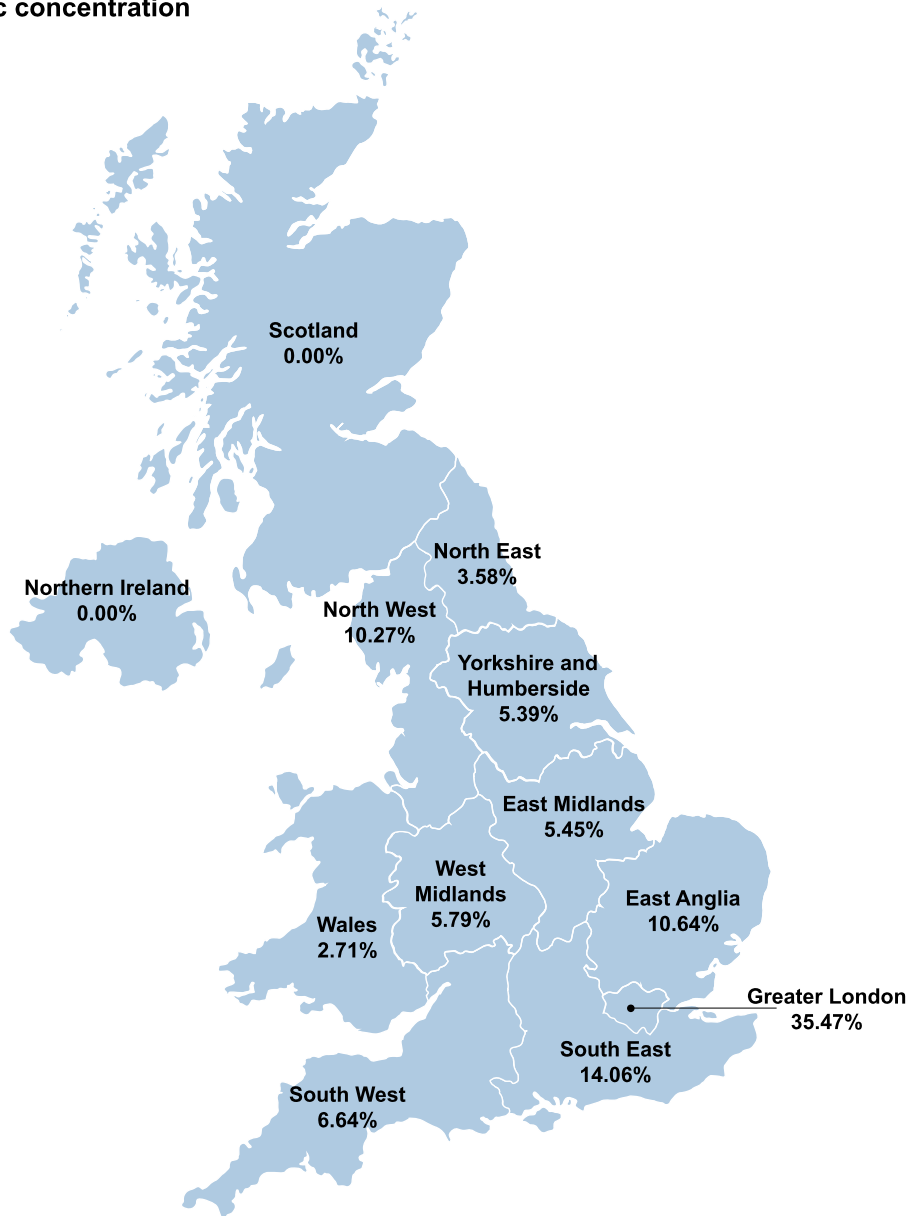 c concentration
Scotland
0.00%
North East
3.58%
Northern Ireland
0.00%
North West
10.27%
Yorkshire and
Humberside
5.39%
East Midlands
5.45%
West
Midlands
5.79%
East Anglia
10.64%
Wales
2.71%
Greater London
35.47%
South East
14.06%
South West
6.64%